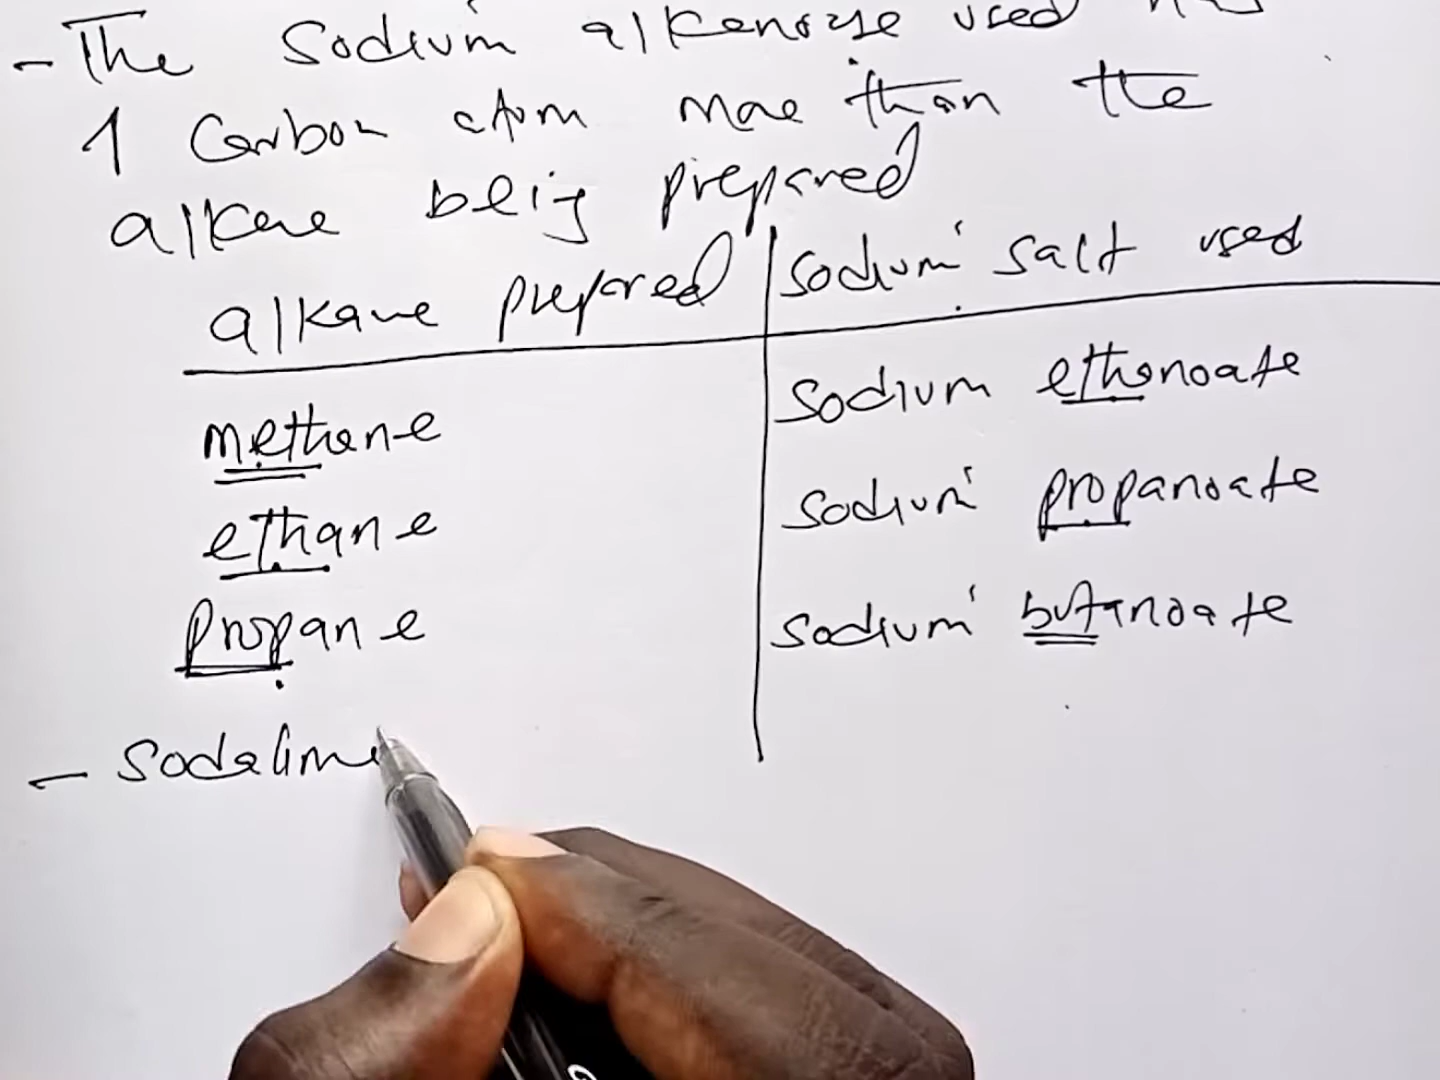 - The Sodium alkanoate used has
1 Carbon atom more than the
alkane being prepared
alkane prepared | Sodium salt used
methane | Sodium ethanoate
ethane | Sodium propanoate
propane | Sodium butanoate
- Sodalime